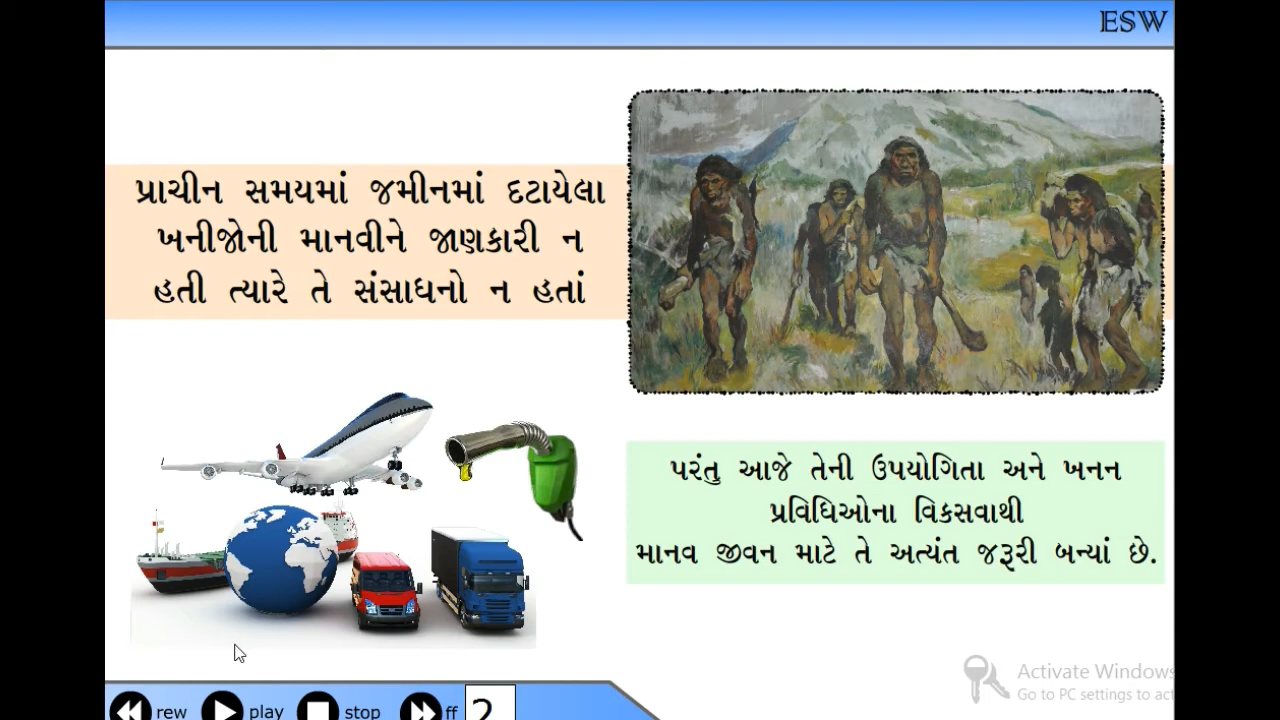 ESW
પ્રાચીન સમયમાં જમીનમાં દટાયેલા
ખનીજોની માનવીને જાણકારી ન
હતી ત્યારે તે સંસાધનો ન હતાં
પરંતુ આજે તેની ઉપયોગિતા અને ખનન
પ્રવિધિઓના વિકસવાથી
માનવ જીવન માટે તે અત્યંત જરૂરી બન્યાં છે.
Activate Windows
Go to PC settings to act
rew play stop ff 2